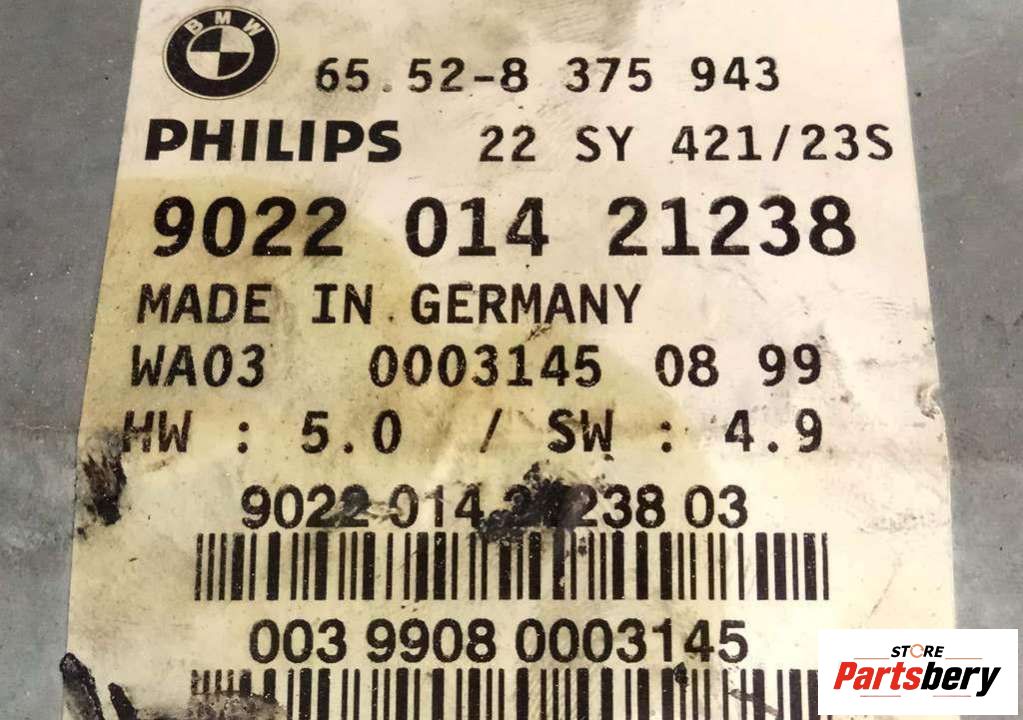 BMW
65.52-8 375 943
PHILIPS 22 SY 421/23S
9022 014 21238
MADE IN GERMANY
WA03 0003145 08 99
HW : 5.0 / SW : 4.9
9022 014 21238 03
003 9908 0003145
STORE
Partsbery